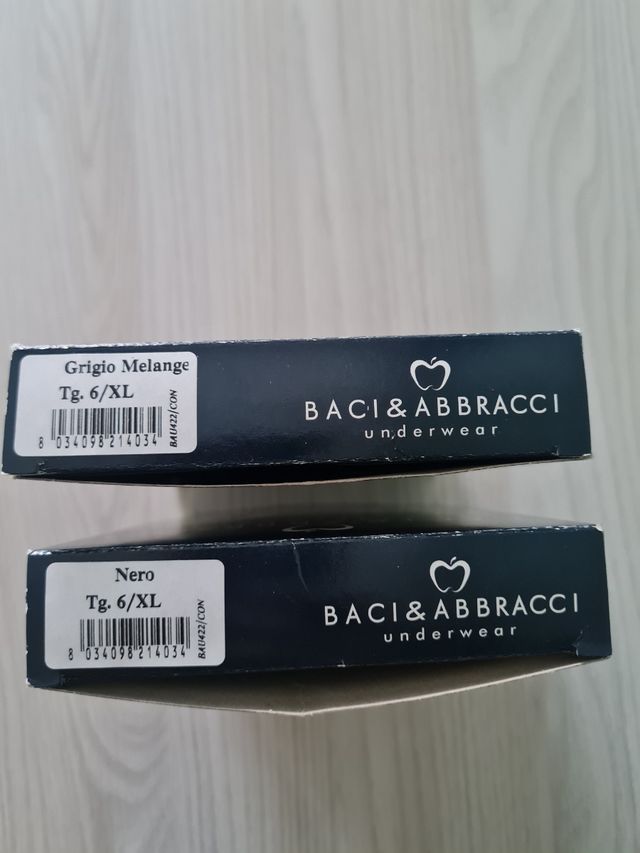 Grigio Melange
Tg. 6/XL
8 034098 214034
BAU422/CON
BACI&ABBRACCI
underwear
Nero
Tg. 6/XL
8 034098 214034
BAU422/CON
BACI&ABBRACCI
underwear